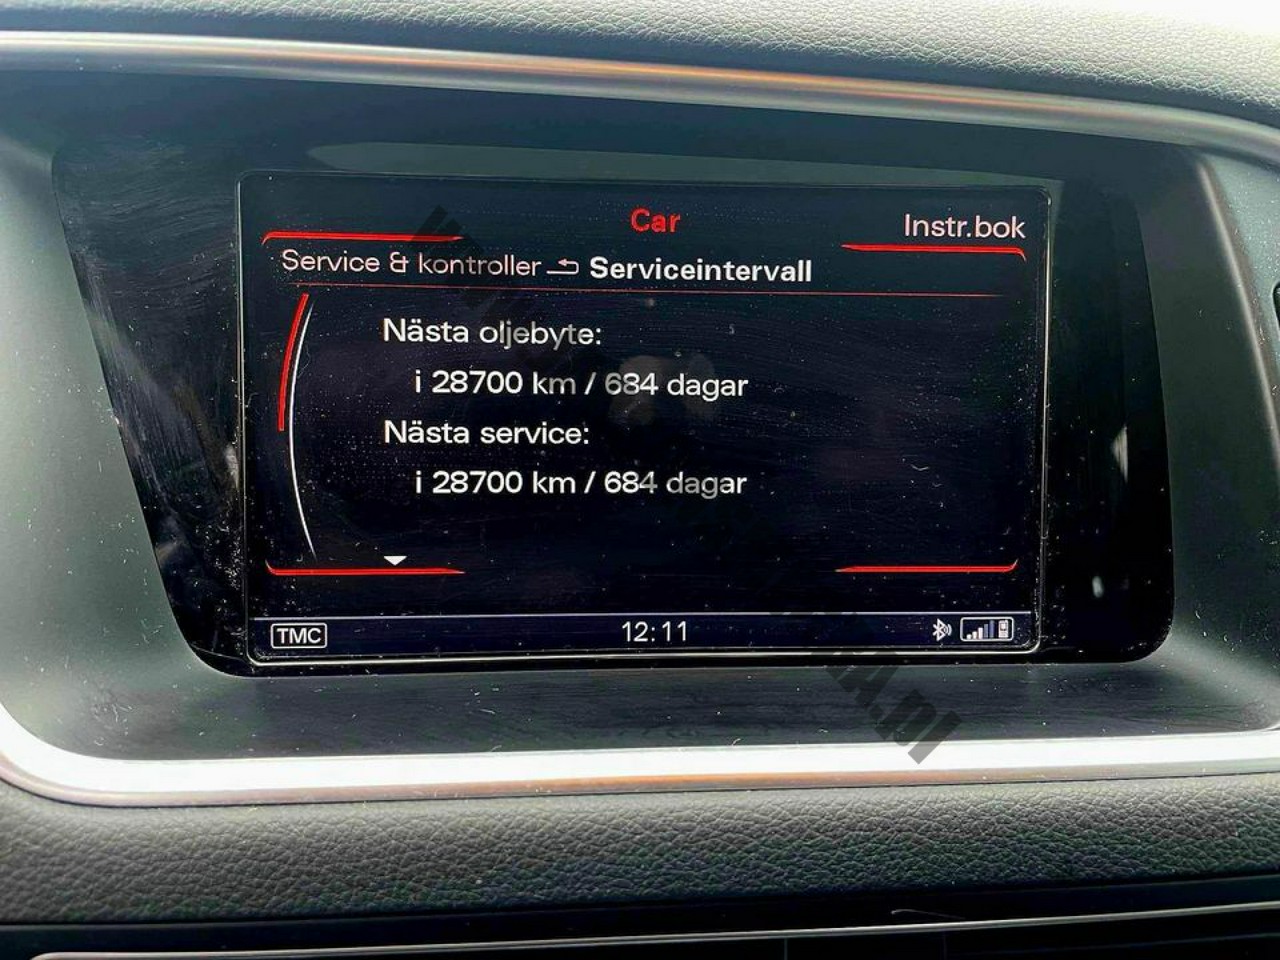 Car
Instr.bok
Service & kontroller Serviceintervall
Nästa oljebyte:
i 28700 km / 684 dagar
Nästa service:
i 28700 km / 684 dagar
TMC
12:11